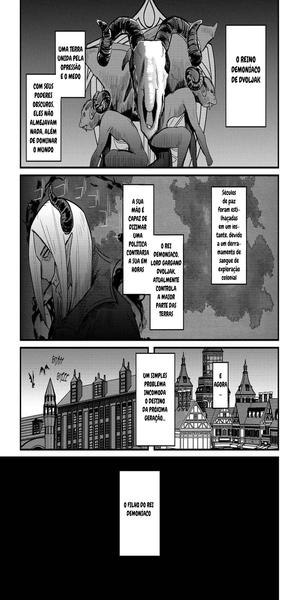 O REINO
DEMONÍACO
DE DVOLJAK
UMA TERRA
UNIDA PELA
OPRESSÃO
E O MEDO
COM SEUS
PODERES
OBSCUROS,
ELES NÃO
ALMEJAVAM
NADA, ALÉM
DE DOMINAR
O MUNDO
Séculos
de paz
foram esti-
lhaçadas
em um ins-
tante, devido
a um derra-
mamento de
sangue de
exploração
colonial
A SUA
MÃO É
CAPAZ DE
DIZIMAR
UMA
POLÍTICA
CONTRÁRIA
A SUA EM
HORAS
O REI
DEMONÍACO,
LORD GARGANO
DVOLJAK,
ATUALMENTE
CONTROLA
A MAIOR
PARTE DAS
TERRAS
E
AGORA
...
UM SIMPLES
PROBLEMA
INCOMODA
O DESTINO
DA PRÓXIMA
GERAÇÃO...
O FILHO DO REI
DEMONÍACO